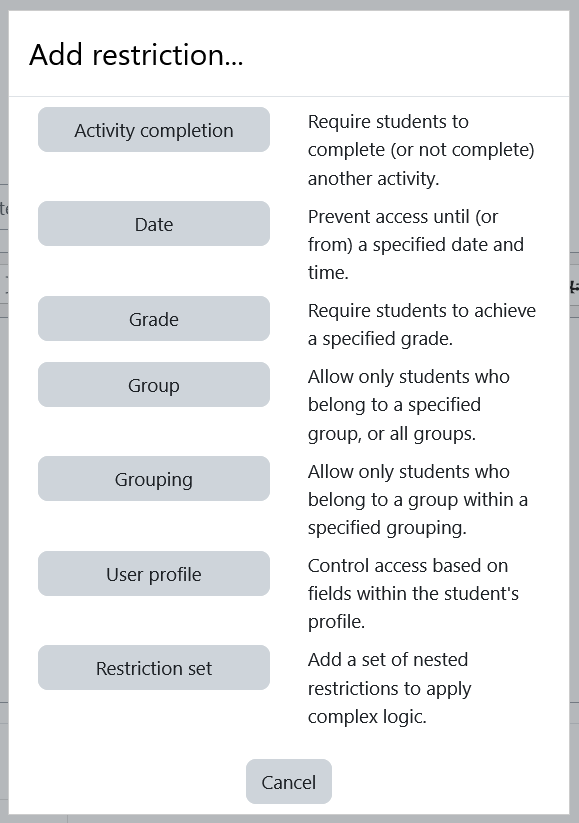 Add restriction...
Activity completion
Require students to
complete (or not complete)
another activity.
Date
Prevent access until (or
from) a specified date and
time.
Grade
Require students to achieve
a specified grade.
Group
Allow only students who
belong to a specified
group, or all groups.
Grouping
Allow only students who
belong to a group within a
specified grouping.
User profile
Control access based on
fields within the student's
profile.
Restriction set
Add a set of nested
restrictions to apply
complex logic.
Cancel